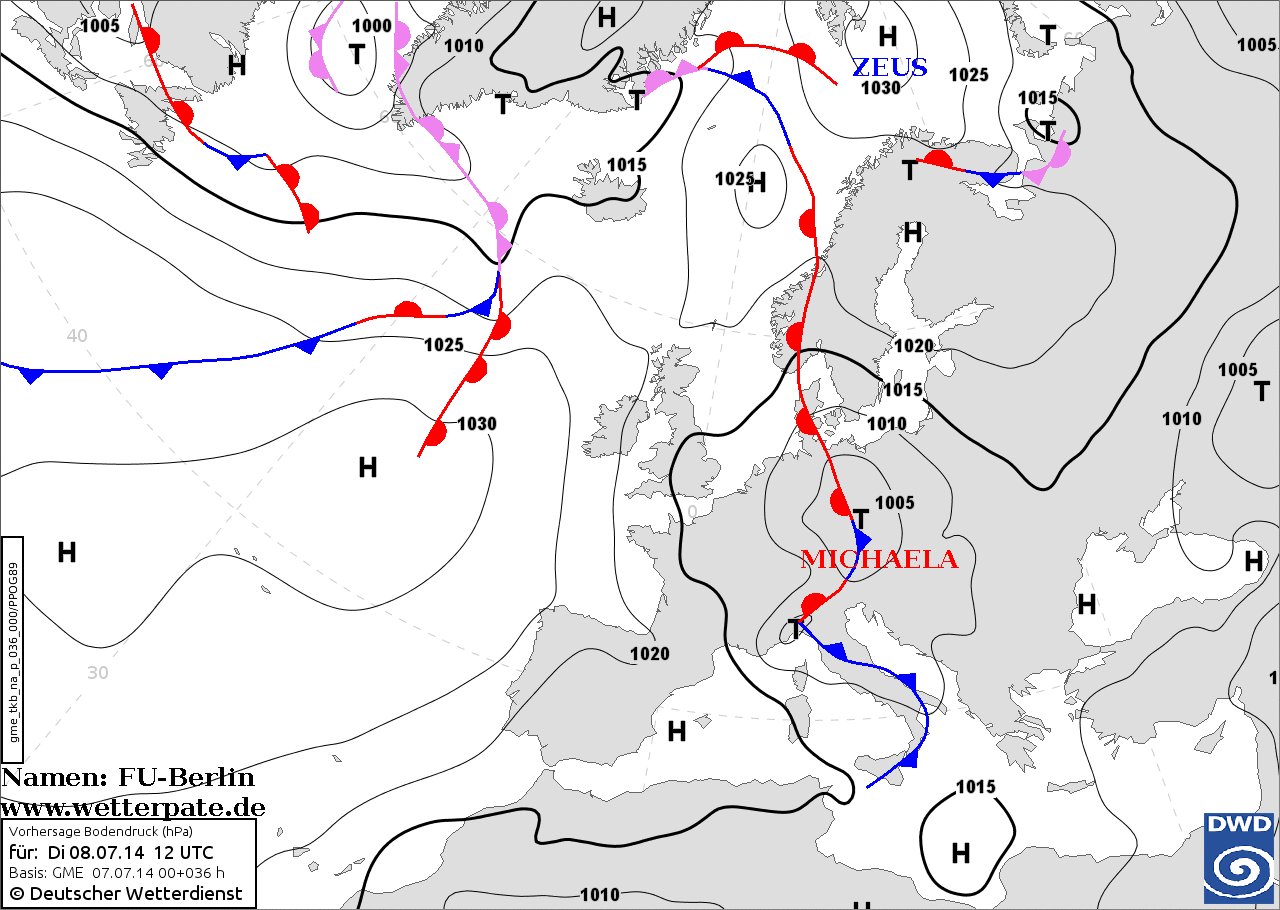 1005
H
T
1000
1010
H
T
T
H
ZEUS
1030
1025
T
1005
1015
T
1015
1025
H
T
H
40
1025
1020
1015
1010
1005
T
1010
1030
H
H
0
1005
T
MICHAELA
H
H
T
1020
30
H
1015
H
1010
gme_tkb_na_p_036_000/PPOG89
Namen: FU-Berlin
www.wetterpate.de
Vorhersage Bodendruck (hPa)
für: Di 08.07.14 12 UTC
Basis: GME 07.07.14 00+036 h
© Deutscher Wetterdienst
DWD